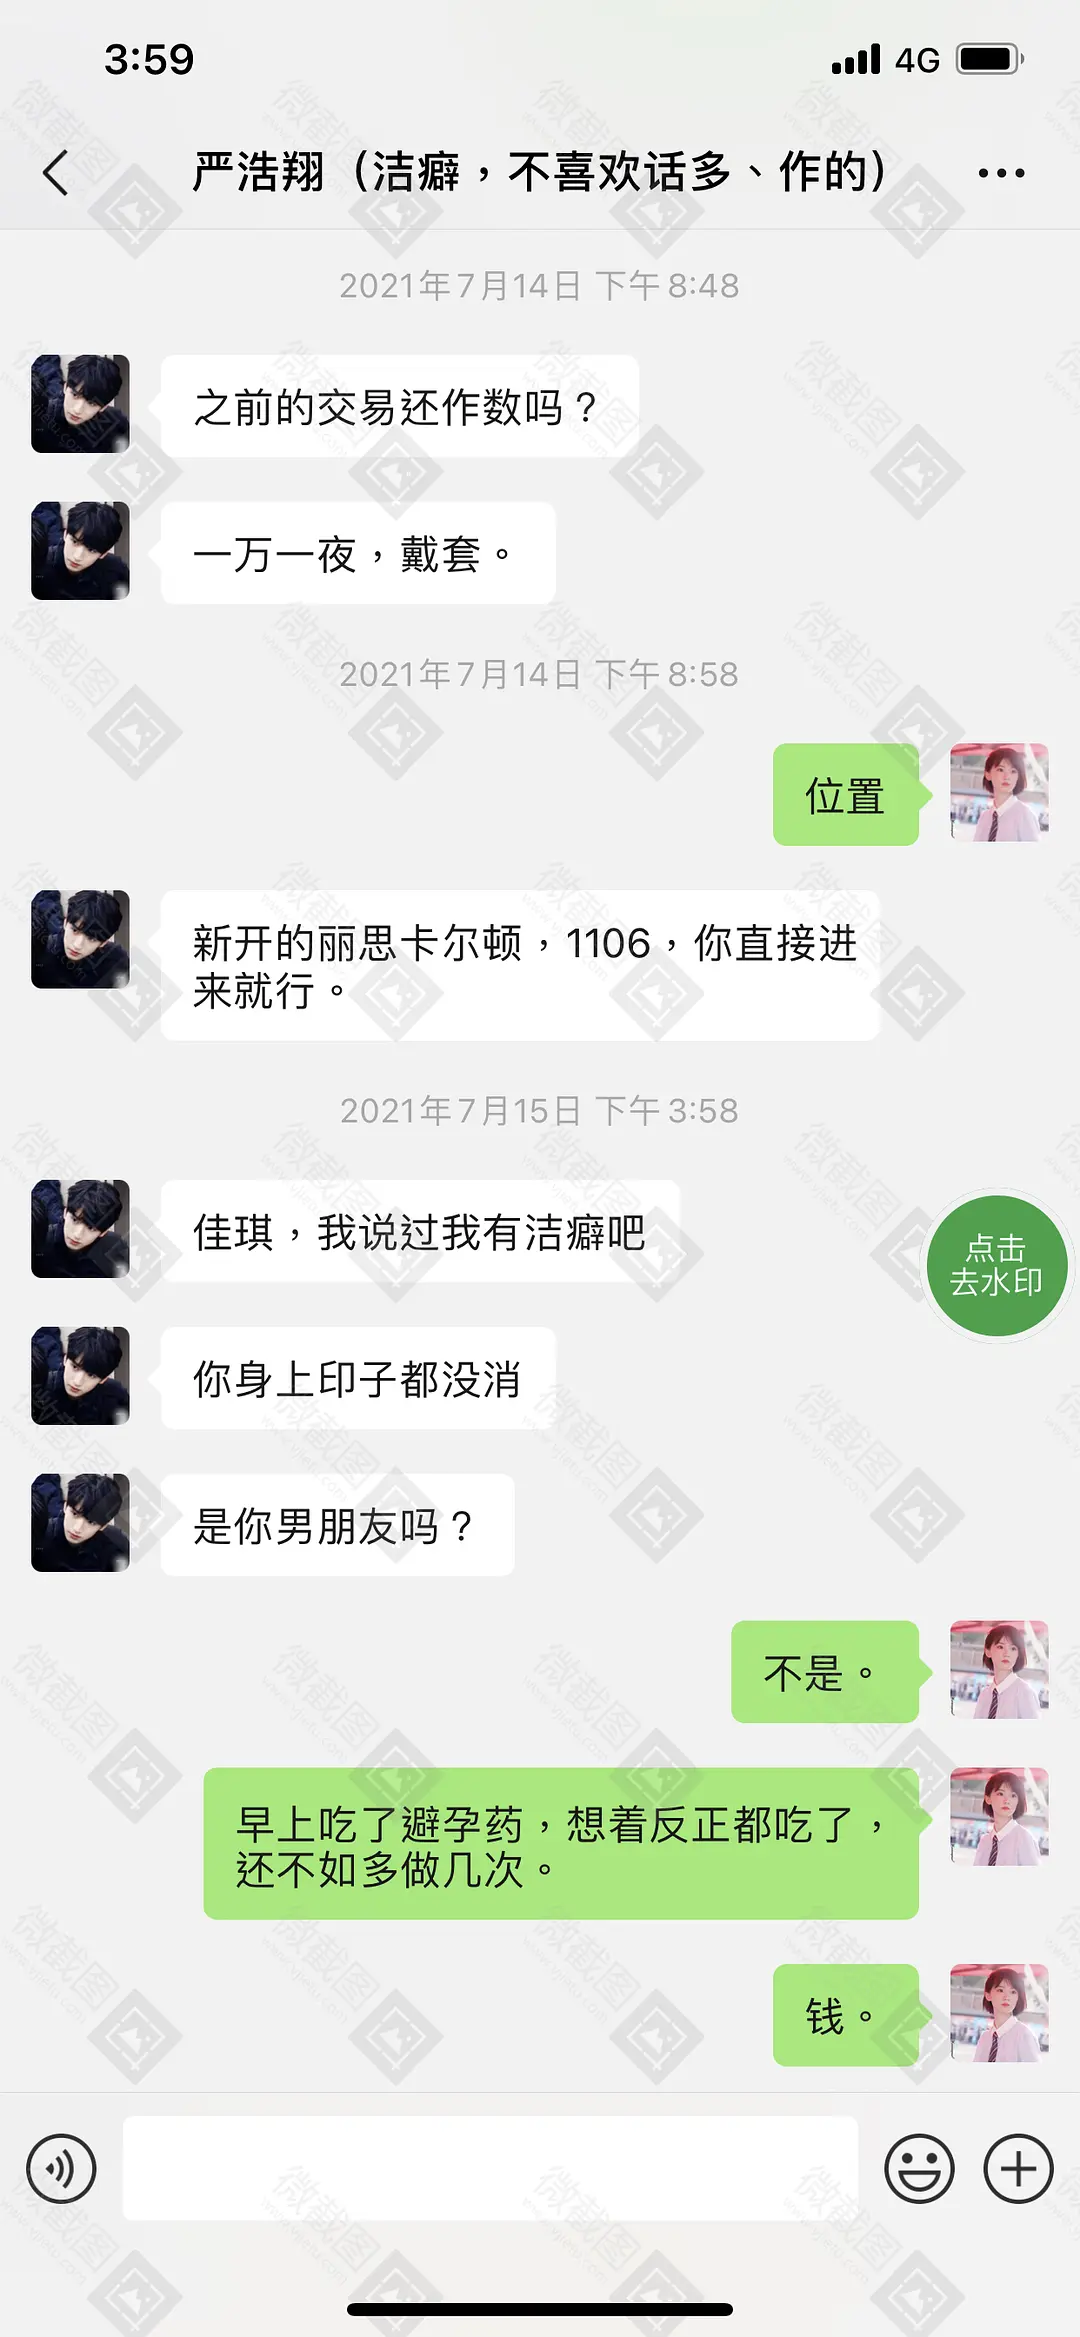 3:59
4G
严浩翔（洁癖，不喜欢话多、作的）
2021年7月14日 下午8:48
之前的交易还作数吗？
一万一夜，戴套。
2021年7月14日 下午8:58
位置
新开的丽思卡尔顿，1106，你直接进
来就行。
2021年7月15日 下午3:58
佳琪，我说过我有洁癖吧
点击
去水印
你身上印子都没消
是你男朋友吗？
不是。
早上吃了避孕药，想着反正都吃了，
还不如多做几次。
钱。
微截图